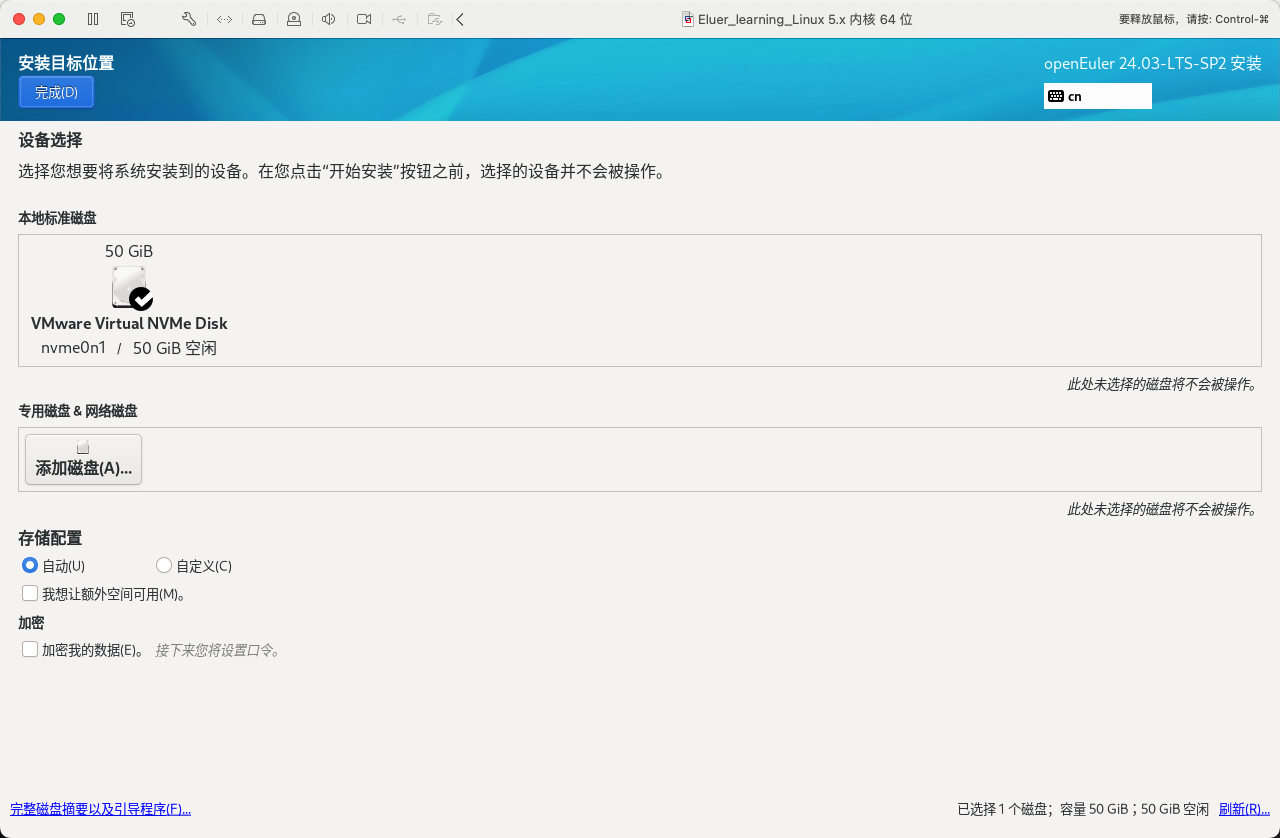 Eluer_learning_Linux 5.x 内核 64 位
要释放鼠标，请按: Control-⌘
安装目标位置
openEuler 24.03-LTS-SP2 安装
完成(D)
cn
设备选择
选择您想要将系统安装到的设备。在您点击“开始安装”按钮之前，选择的设备并不会被操作。
本地标准磁盘
50 GiB
VMware Virtual NVMe Disk
nvme0n1 / 50 GiB 空闲
此处未选择的磁盘将不会被操作。
专用磁盘 & 网络磁盘
添加磁盘(A)...
此处未选择的磁盘将不会被操作。
存储配置
自动(U) 自定义(C)
我想让额外空间可用(M)。
加密
加密我的数据(E)。 接下来您将设置口令。
完整磁盘摘要以及引导程序(F)... 已选择 1 个磁盘；容量 50 GiB；50 GiB 空闲 刷新(R)...